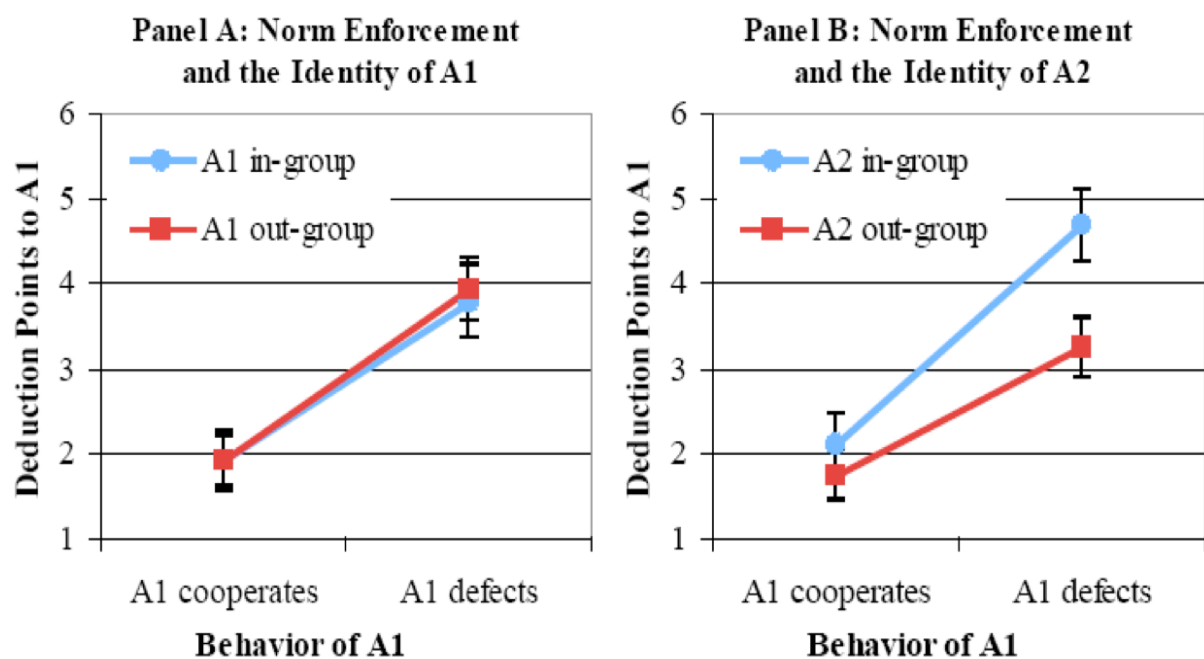 Panel A: Norm Enforcement
and the Identity of A1
6
5
4
3
2
1
Deduction Points to A1
A1 in-group
A1 out-group
A1 cooperates
A1 defects
Behavior of A1
Panel B: Norm Enforcement
and the Identity of A2
6
5
4
3
2
1
Deduction Points to A1
A2 in-group
A2 out-group
A1 cooperates
A1 defects
Behavior of A1